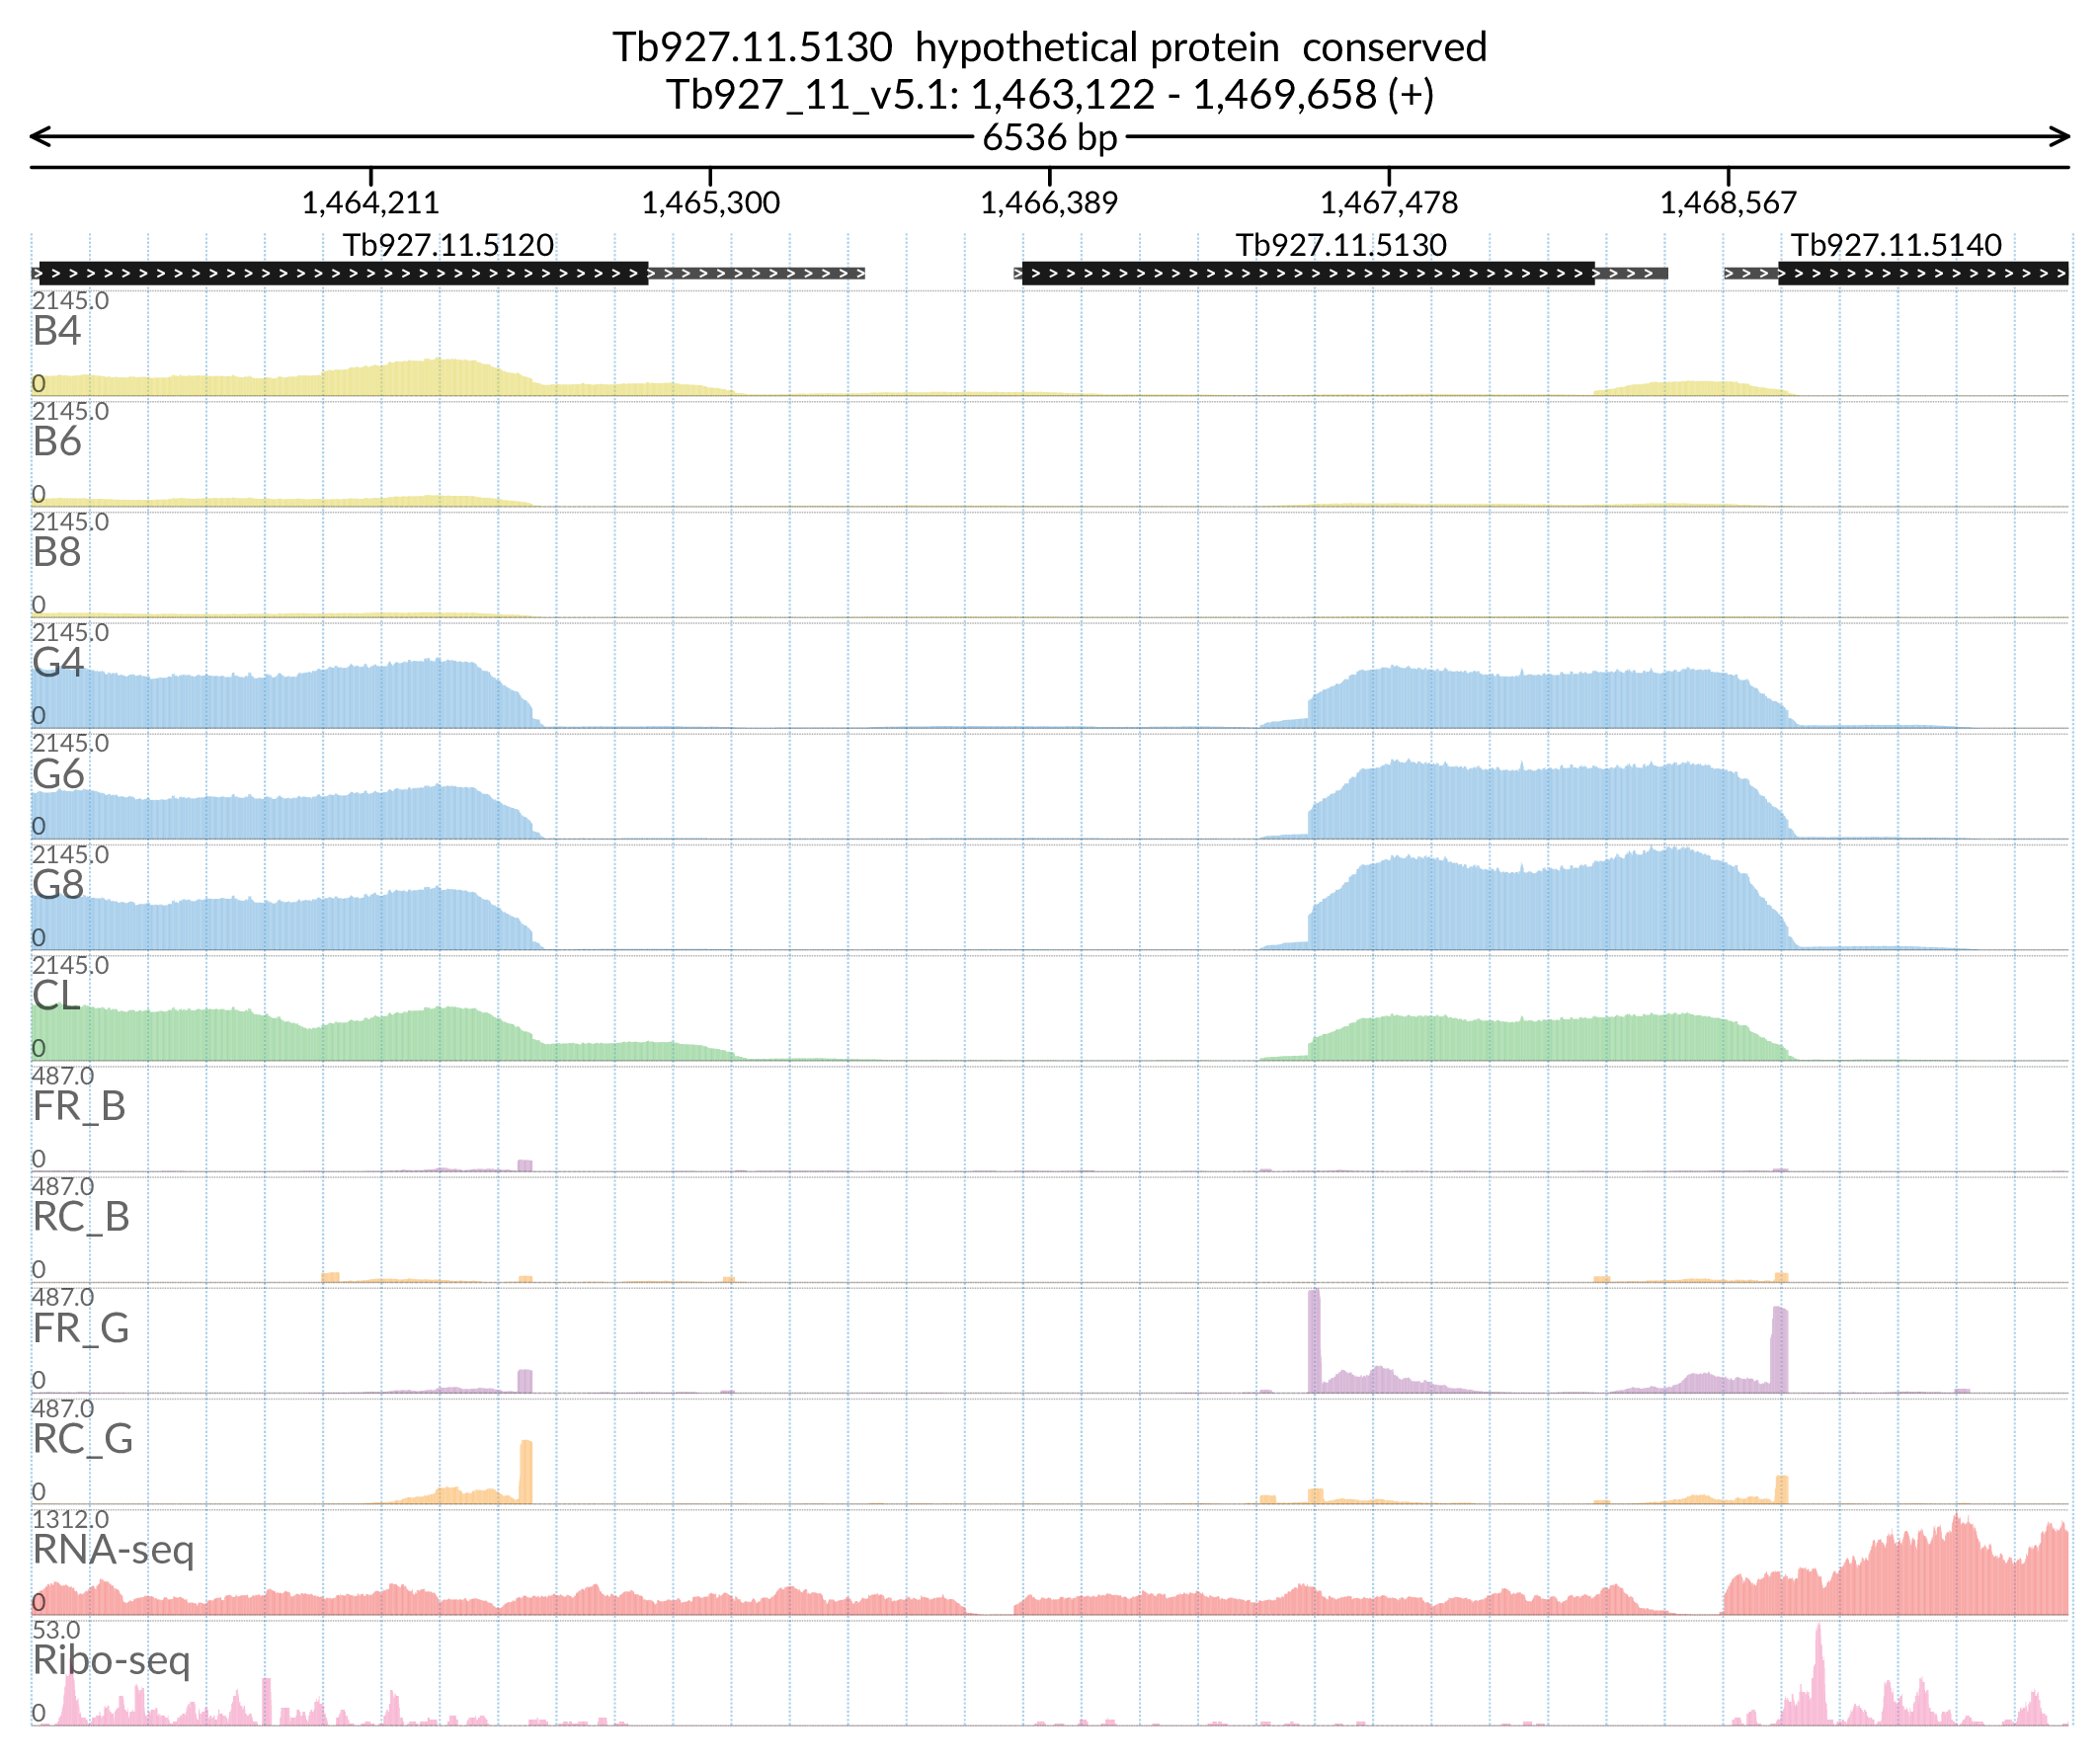 Tb927.11.5130 hypothetical protein conserved
Tb927_11_v5.1: 1,463,122 - 1,469,658 (+)
6536 bp
1,464,211 1,465,300 1,466,389 1,467,478 1,468,567
Tb927.11.5120 Tb927.11.5130 Tb927.11.5140
2145.0
B4
0
2145.0
B6
0
2145.0
B8
0
2145.0
G4
0
2145.0
G6
0
2145.0
G8
0
2145.0
CL
0
487.0
FR_B
0
487.0
RC_B
0
487.0
FR_G
0
487.0
RC_G
0
1312.0
RNA-seq
0
53.0
Ribo-seq
0